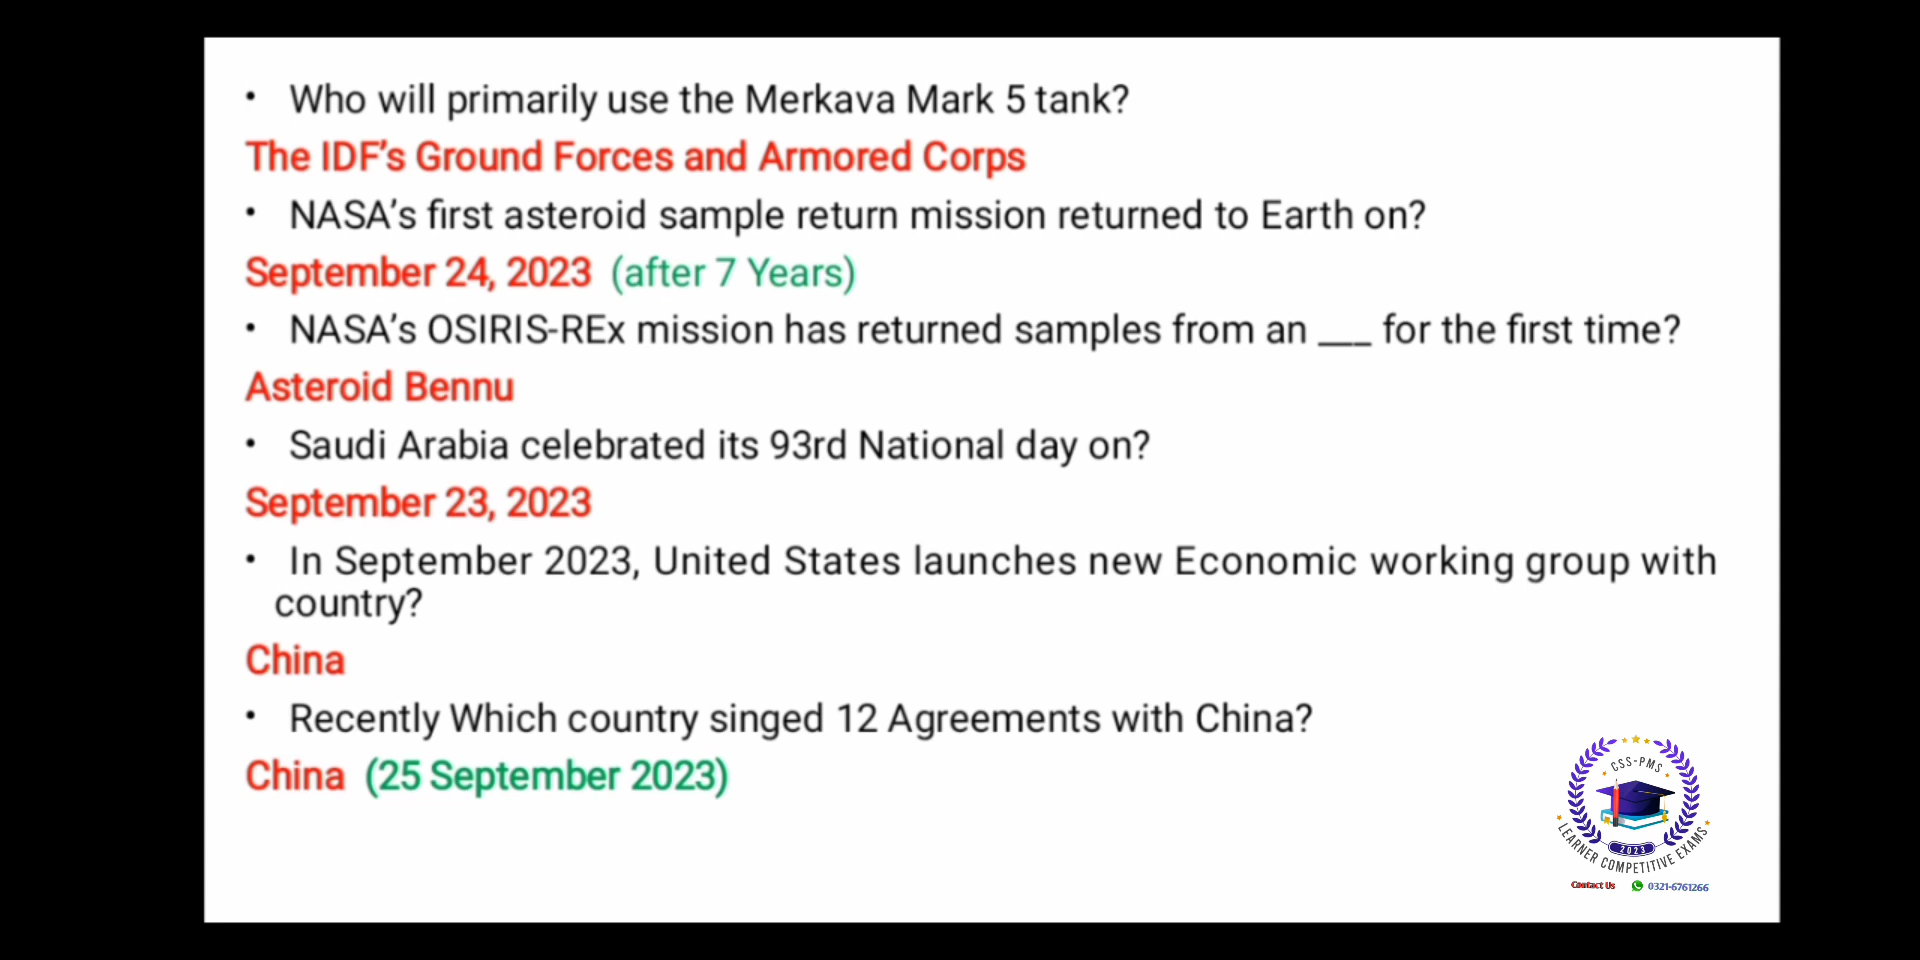 • Who will primarily use the Merkava Mark 5 tank?
The IDF’s Ground Forces and Armored Corps
• NASA’s first asteroid sample return mission returned to Earth on?
September 24, 2023 (after 7 Years)
• NASA’s OSIRIS-REx mission has returned samples from an ___ for the first time?
Asteroid Bennu
• Saudi Arabia celebrated its 93rd National day on?
September 23, 2023
• In September 2023, United States launches new Economic working group with
country?
China
• Recently Which country singed 12 Agreements with China?
China (25 September 2023)
CSS-PMS
2023
LEARNER COMPETITIVE EXAMS
Contact Us 0321-6761266